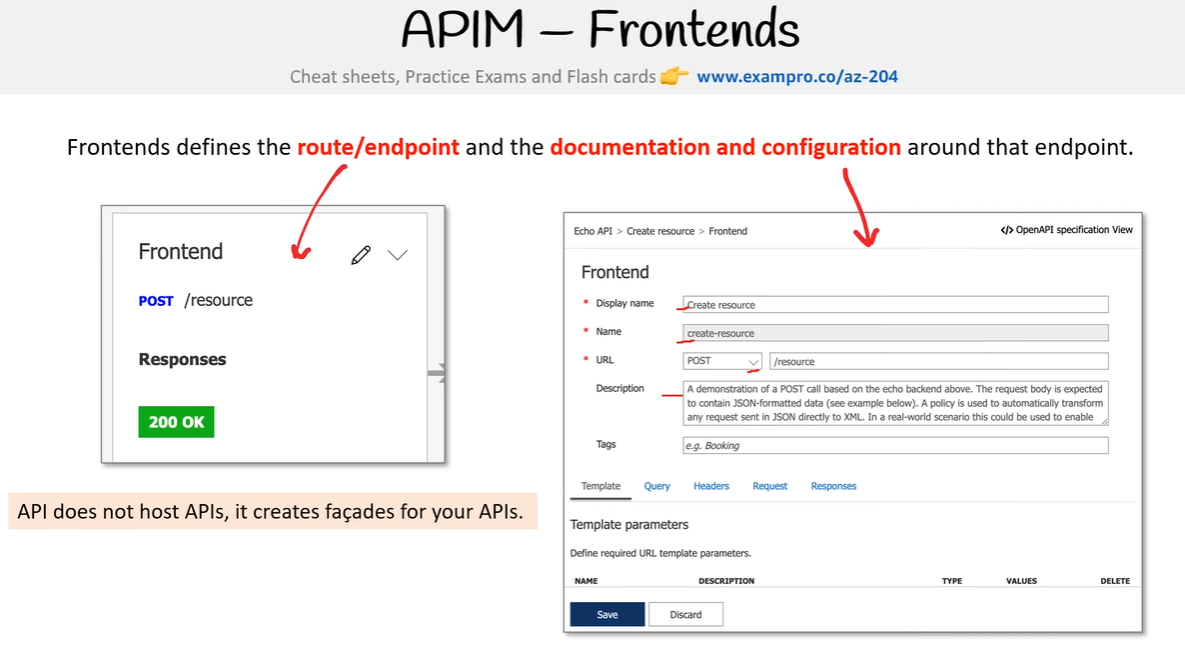 APIM – Frontends
Cheat sheets, Practice Exams and Flash cards 👉 www.exampro.co/az-204
Frontends defines the route/endpoint and the documentation and configuration around that endpoint.
Frontend
POST /resource
Responses
200 OK
API does not host APIs, it creates façades for your APIs.
Echo API > Create resource > Frontend
</> OpenAPI specification View
Frontend
* Display name Create resource
* Name create-resource
* URL POST /resource
Description A demonstration of a POST call based on the echo backend above. The request body is expected
to contain JSON-formatted data (see example below). A policy is used to automatically transform
any request sent in JSON directly to XML. In a real-world scenario this could be used to enable
Tags e.g. Booking
Template Query Headers Request Responses
Template parameters
Define required URL template parameters.
NAME DESCRIPTION TYPE VALUES DELETE
Save Discard